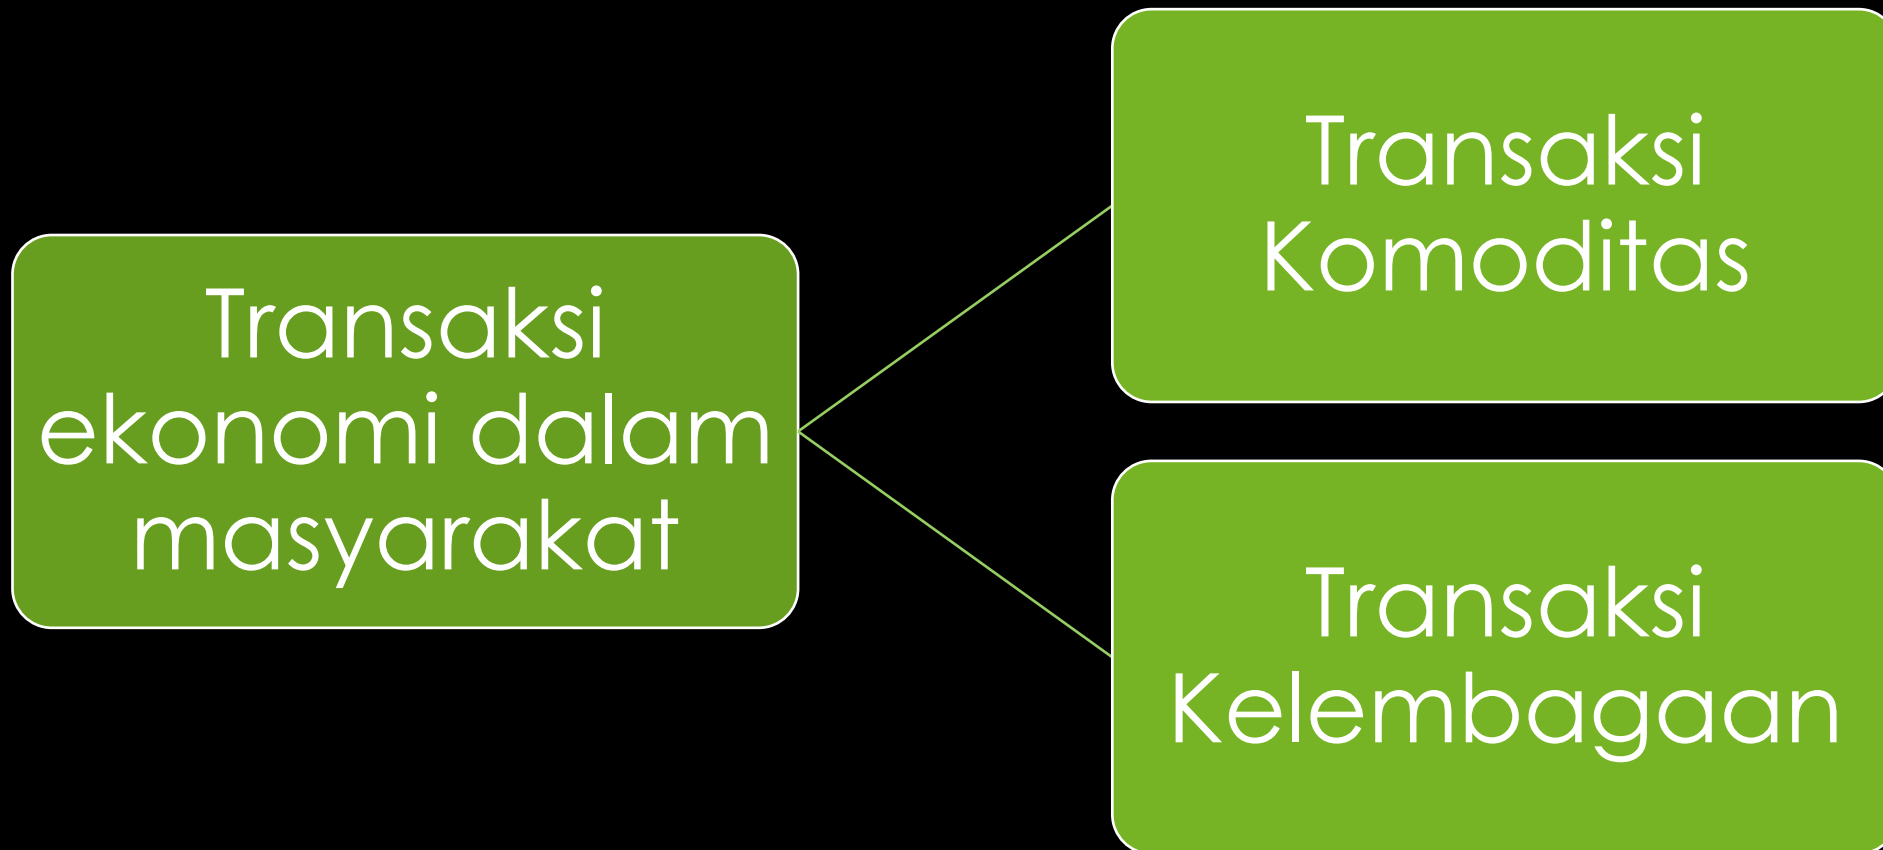 Transaksi
ekonomi dalam
masyarakat
Transaksi
Komoditas
Transaksi
Kelembagaan